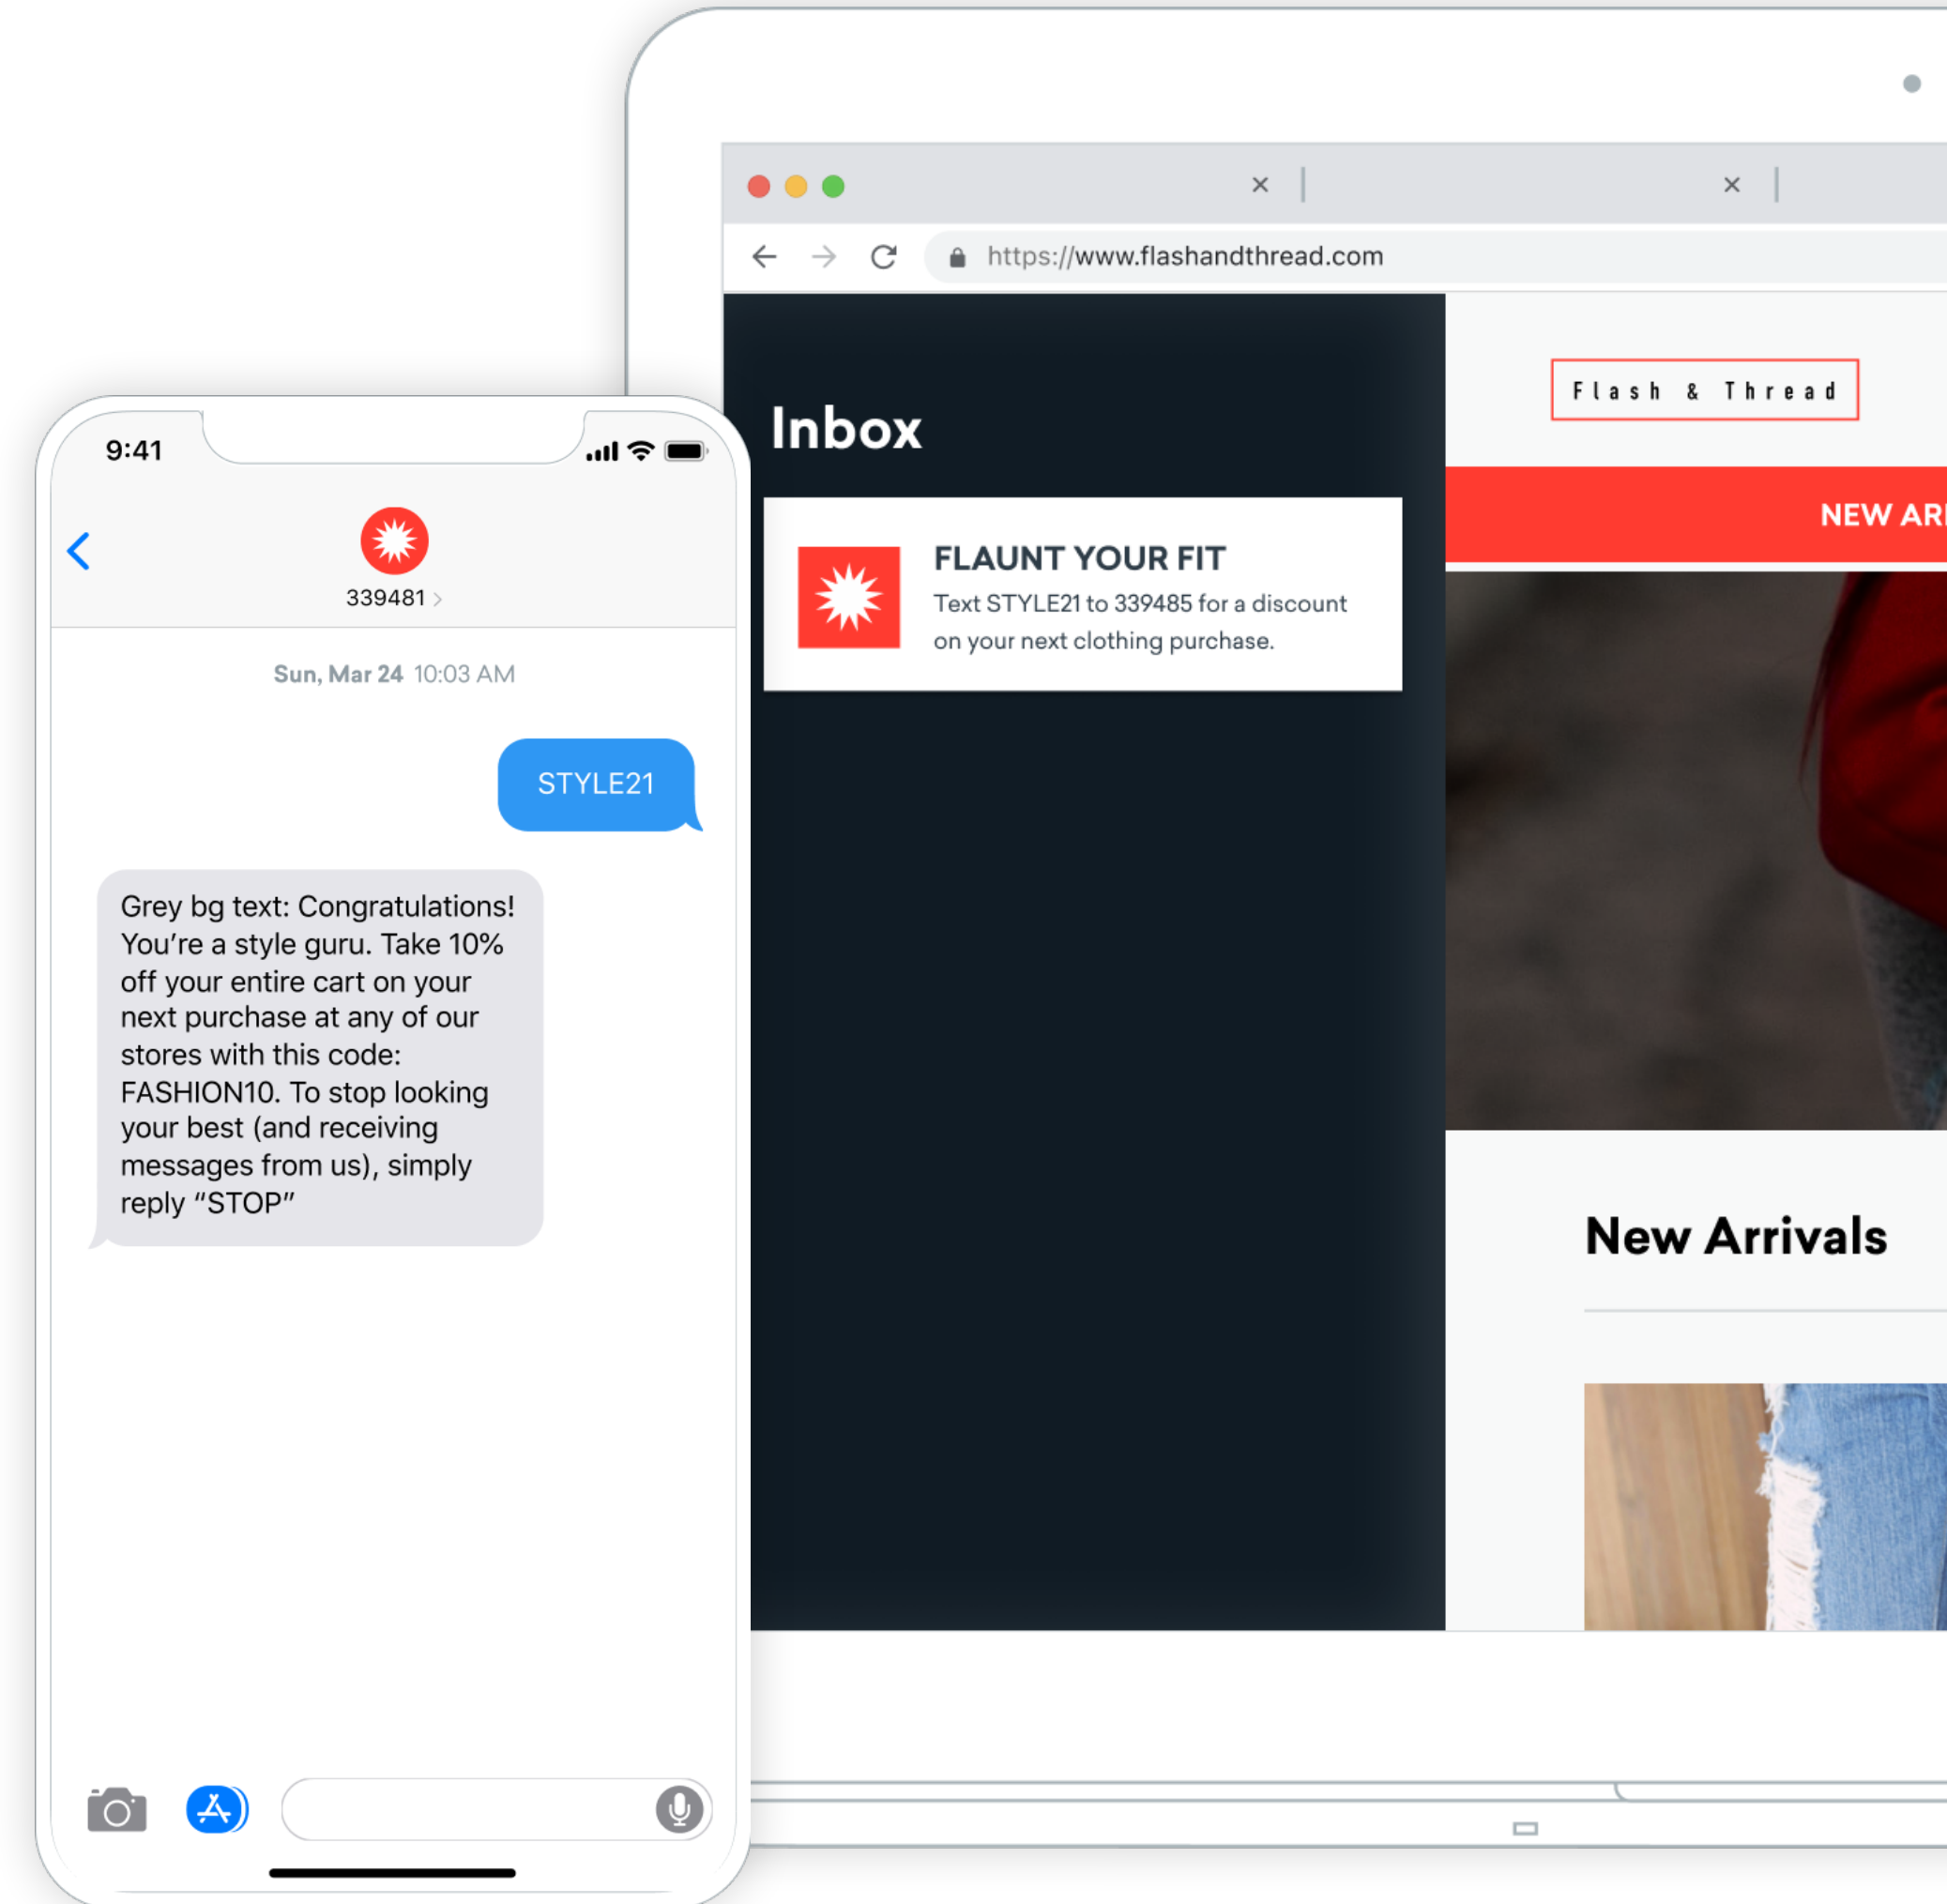 9:41
339481
Sun, Mar 24 10:03 AM
STYLE21
Grey bg text: Congratulations!
You’re a style guru. Take 10%
off your entire cart on your
next purchase at any of our
stores with this code:
FASHION10. To stop looking
your best (and receiving
messages from us), simply
reply “STOP”
https://www.flashandthread.com
Inbox
FLAUNT YOUR FIT
Text STYLE21 to 339485 for a discount
on your next clothing purchase.
Flash & Thread
NEW
New Arrivals